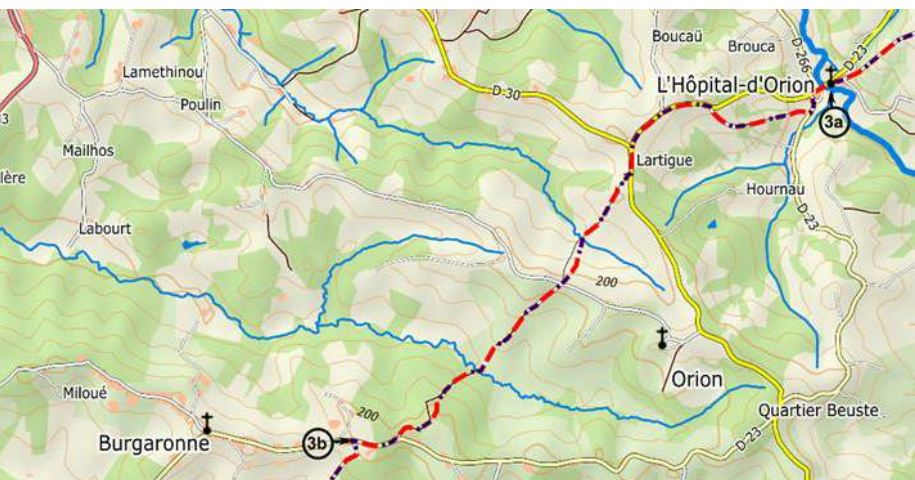 Boucaü
Brouca
D-266
D-23
Lamethinou
L'Hôpital-d'Orion
D-30
Poulin
3
3a
Mailhos
Lartigue
lère
Hournau
D-23
Labourt
200
Orion
Miloué
200
Quartier Beuste
Burgaronne
3b
D-23